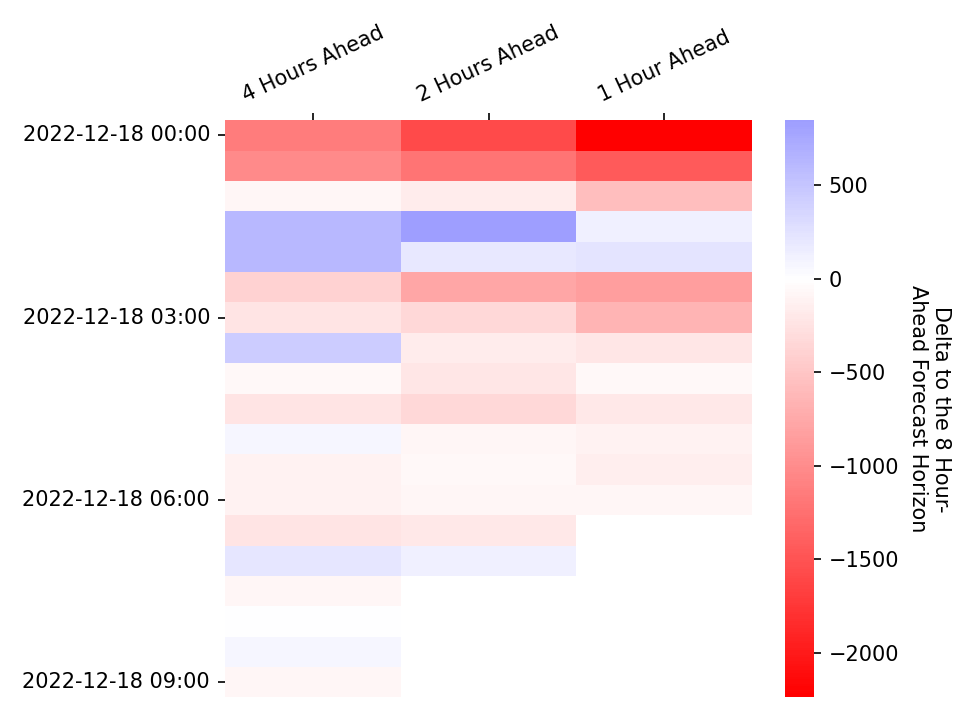 4 Hours Ahead
2 Hours Ahead
1 Hour Ahead
2022-12-18 00:00
2022-12-18 03:00
2022-12-18 06:00
2022-12-18 09:00
500
0
−500
−1000
−1500
−2000
Delta to the 8 Hour-
Ahead Forecast Horizon